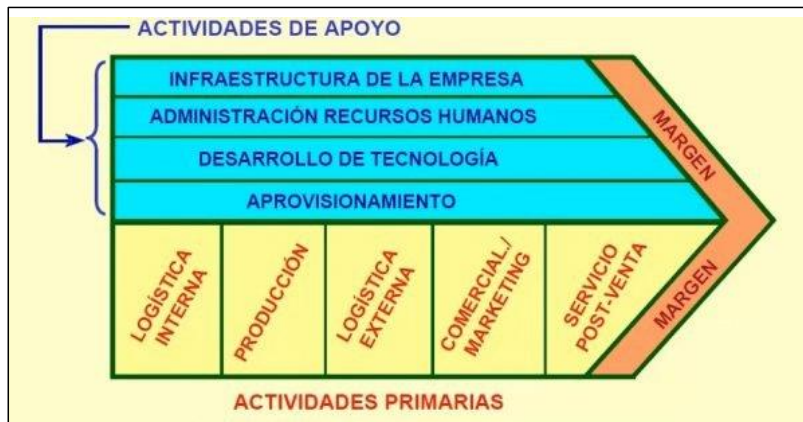 ACTIVIDADES DE APOYO
INFRAESTRUCTURA DE LA EMPRESA
ADMINISTRACIÓN RECURSOS HUMANOS
DESARROLLO DE TECNOLOGÍA
APROVISIONAMIENTO
MARGEN
LOGÍSTICA
INTERNA
PRODUCCIÓN
LOGÍSTICA
EXTERNA
COMERCIAL./
MARKETING
SERVICIO
POST-VENTA
MARGEN
ACTIVIDADES PRIMARIAS